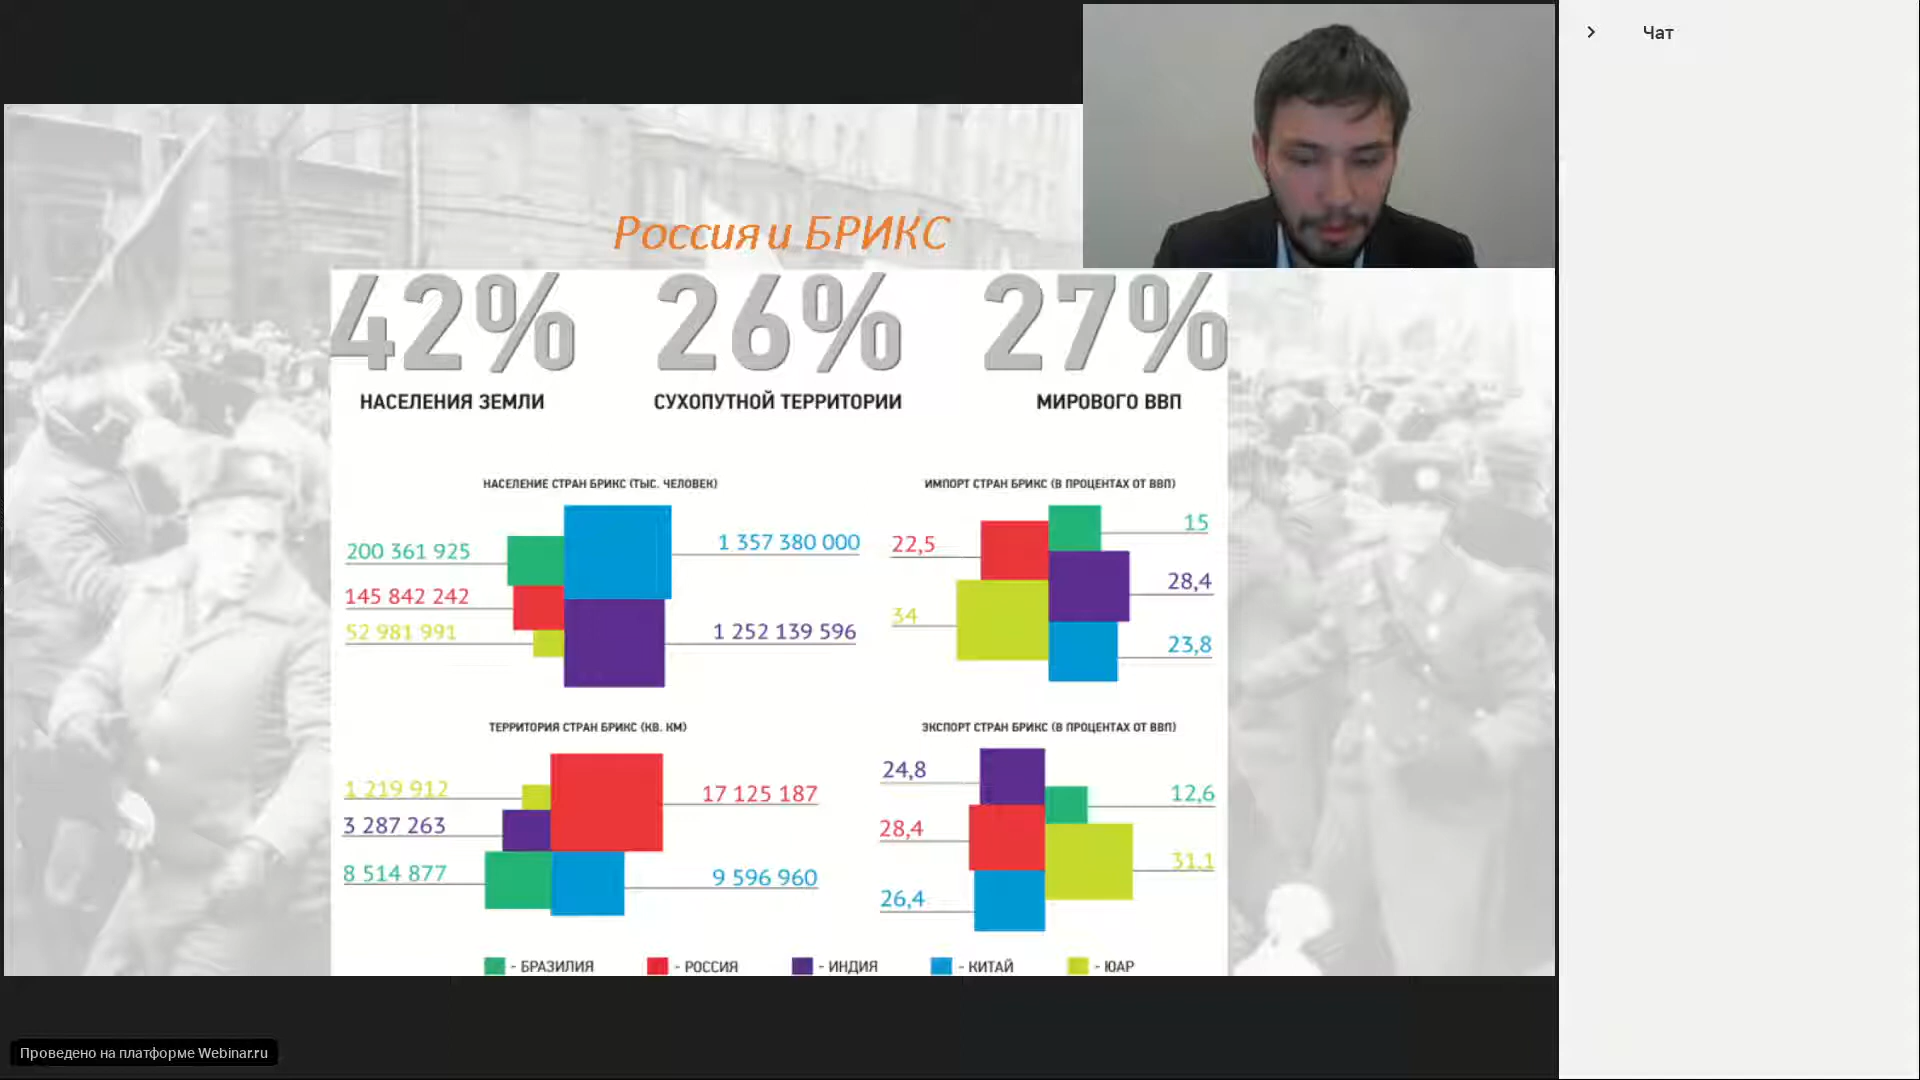 Чат
Россия и БРИКС
42% 26% 27%
НАСЕЛЕНИЯ ЗЕМЛИ СУХОПУТНОЙ ТЕРРИТОРИИ МИРОВОГО ВВП
НАСЕЛЕНИЕ СТРАН БРИКС (ТЫС. ЧЕЛОВЕК)
200 361 925
145 842 242
52 981 991
1 357 380 000
1 252 139 596
ИМПОРТ СТРАН БРИКС (В ПРОЦЕНТАХ ОТ ВВП)
22,5
34
15
28,4
23,8
ТЕРРИТОРИЯ СТРАН БРИКС (КВ. КМ)
1 219 912
3 287 263
8 514 877
17 125 187
9 596 960
ЭКСПОРТ СТРАН БРИКС (В ПРОЦЕНТАХ ОТ ВВП)
24,8
28,4
26,4
12,6
31,1
- БРАЗИЛИЯ - РОССИЯ - ИНДИЯ - КИТАЙ - ЮАР
Проведено на платформе Webinar.ru